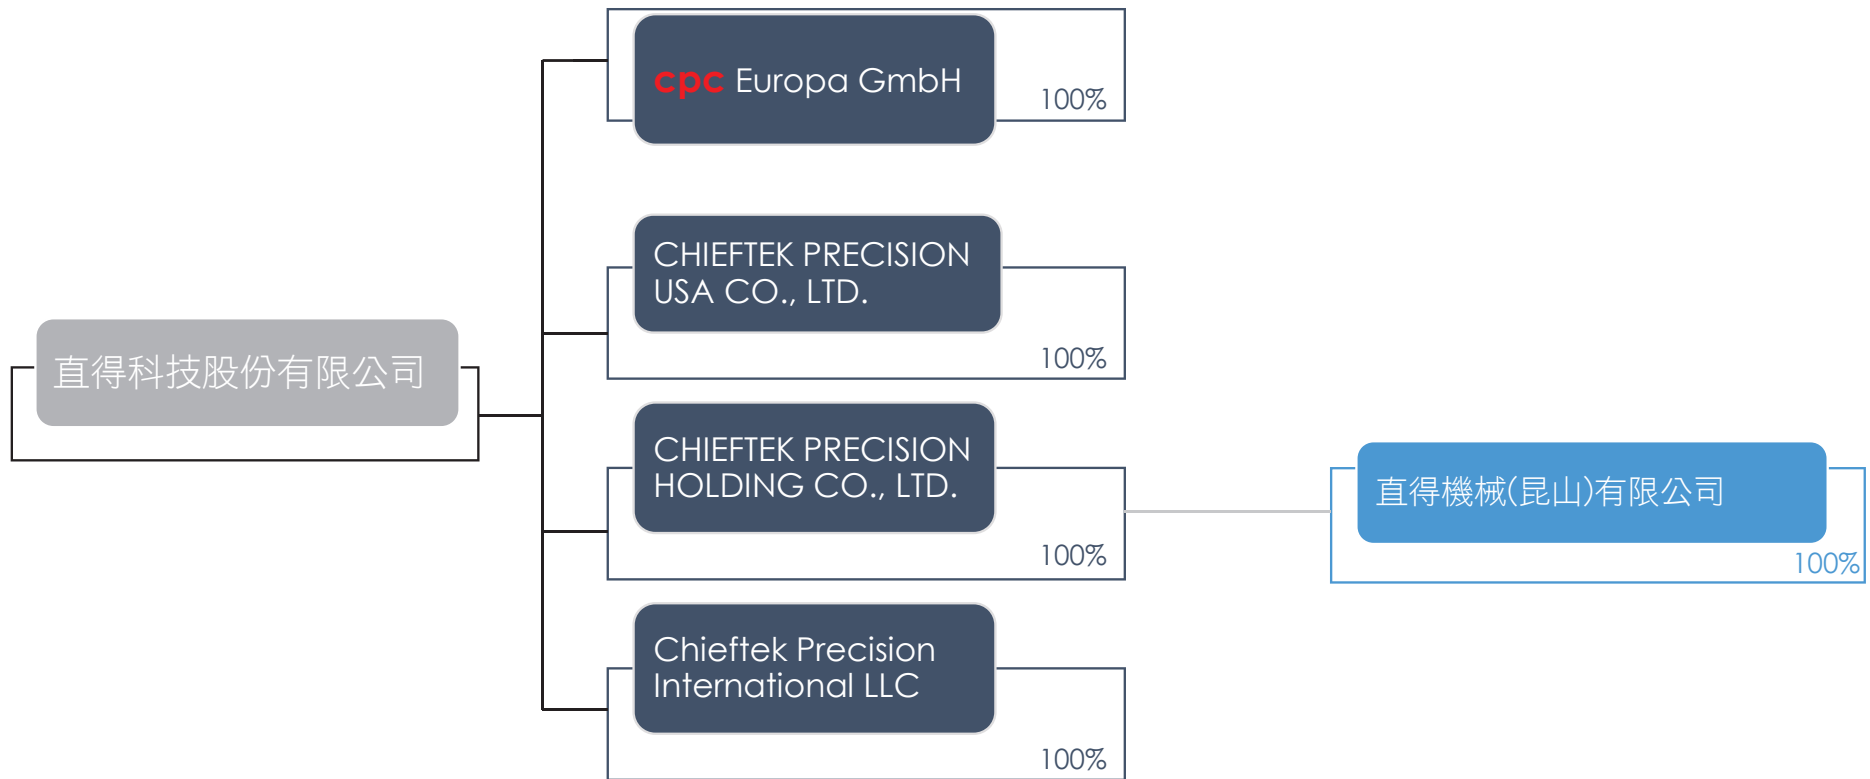 cpc Europa GmbH
100%
CHIEFTEK PRECISION
USA CO., LTD.
100%
直得科技股份有限公司
CHIEFTEK PRECISION
HOLDING CO., LTD.
100%
直得機械(昆山)有限公司
100%
Chieftek Precision
International LLC
100%